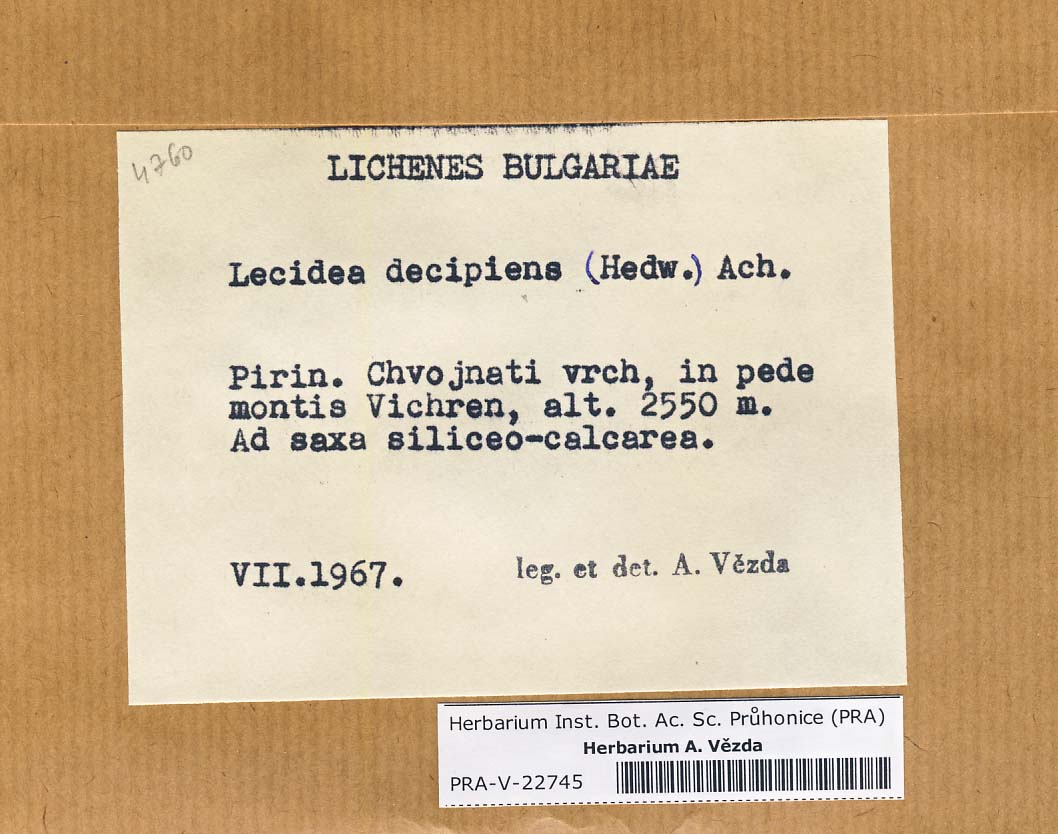 4760
LICHENES BULGARIAE
Lecidea decipiens (Hedw.) Ach.
Pirin. Chvojnati vrch, in pede
montis Vichren, alt. 2550 m.
Ad saxa siliceo-calcarea.
VII.1967. leg. et det. A. Vězda
Herbarium Inst. Bot. Ac. Sc. Průhonice (PRA)
Herbarium A. Vězda
PRA-V-22745